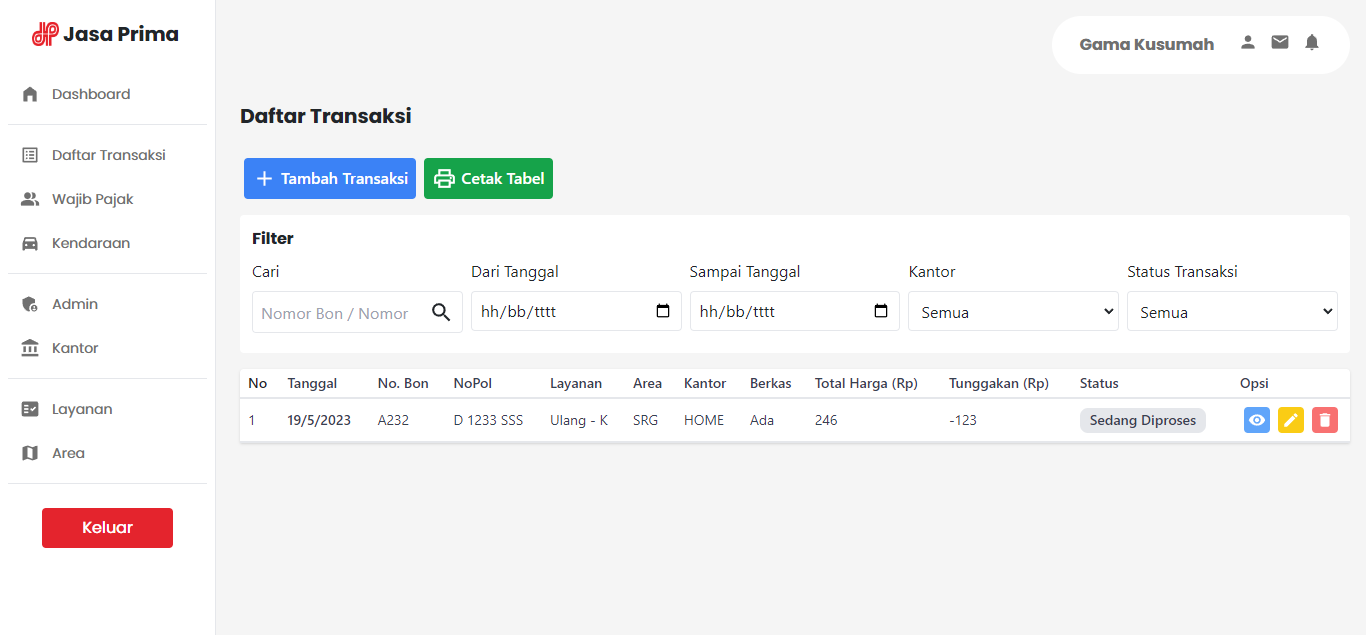 Jasa Prima
Gama Kusumah
Dashboard
Daftar Transaksi
Wajib Pajak
Kendaraan
Admin
Kantor
Layanan
Area
Keluar
Daftar Transaksi
Tambah Transaksi Cetak Tabel
Filter
Cari Dari Tanggal Sampai Tanggal Kantor Status Transaksi
Nomor Bon / Nomor hh/bb/tttt hh/bb/tttt Semua Semua
No Tanggal No. Bon NoPol Layanan Area Kantor Berkas Total Harga (Rp) Tunggakan (Rp) Status Opsi
1 19/5/2023 A232 D 1233 SSS Ulang - K SRG HOME Ada 246 -123 Sedang Diproses